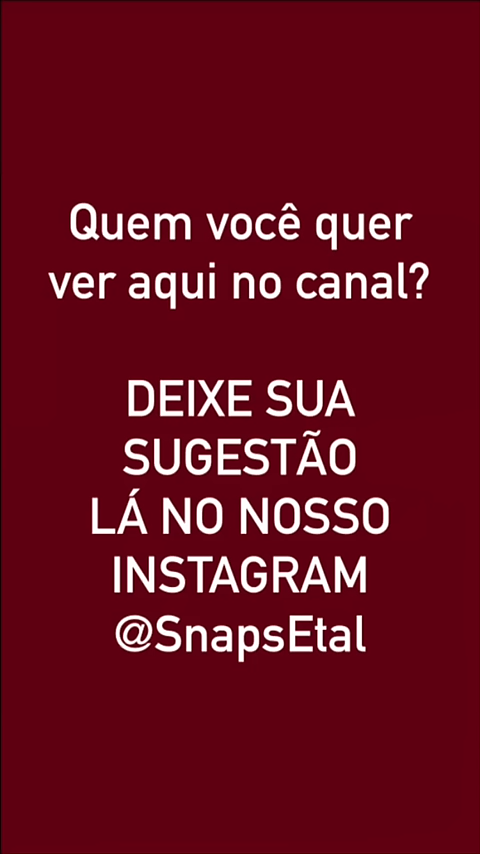 Quem você quer
ver aqui no canal?
DEIXE SUA
SUGESTÃO
LÁ NO NOSSO
INSTAGRAM
@SnapsEtal